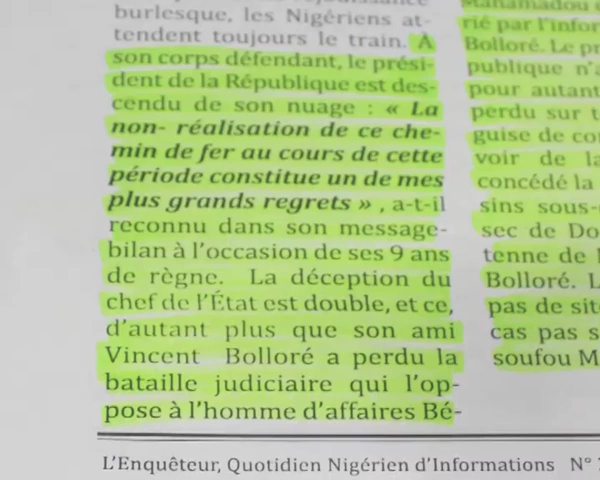 burlesque, les Nigériens at-
tendent toujours le train. À
son corps défendant, le prési-
dent de la République est des-
cendu de son nuage : « La
non- réalisation de ce che-
min de fer au cours de cette
période constitue un de mes
plus grands regrets » , a-t-il
reconnu dans son message-
bilan à l'occasion de ses 9 ans
de règne. La déception du
chef de l'État est double, et ce,
d'autant plus que son ami
Vincent Bolloré a perdu la
bataille judiciaire qui l'op-
pose à l'homme d'affaires Bé-
Mahamadou
rié par l'infor
Bolloré. Le pr
publique n'a
pour autant
perdu sur t
guise de co
voir de la
concédé la
sins sous-
sec de Do
tenne de
Bolloré. L
pas de sit
cas pas s
soufou M
L'Enquêteur, Quotidien Nigérien d'Informations N°